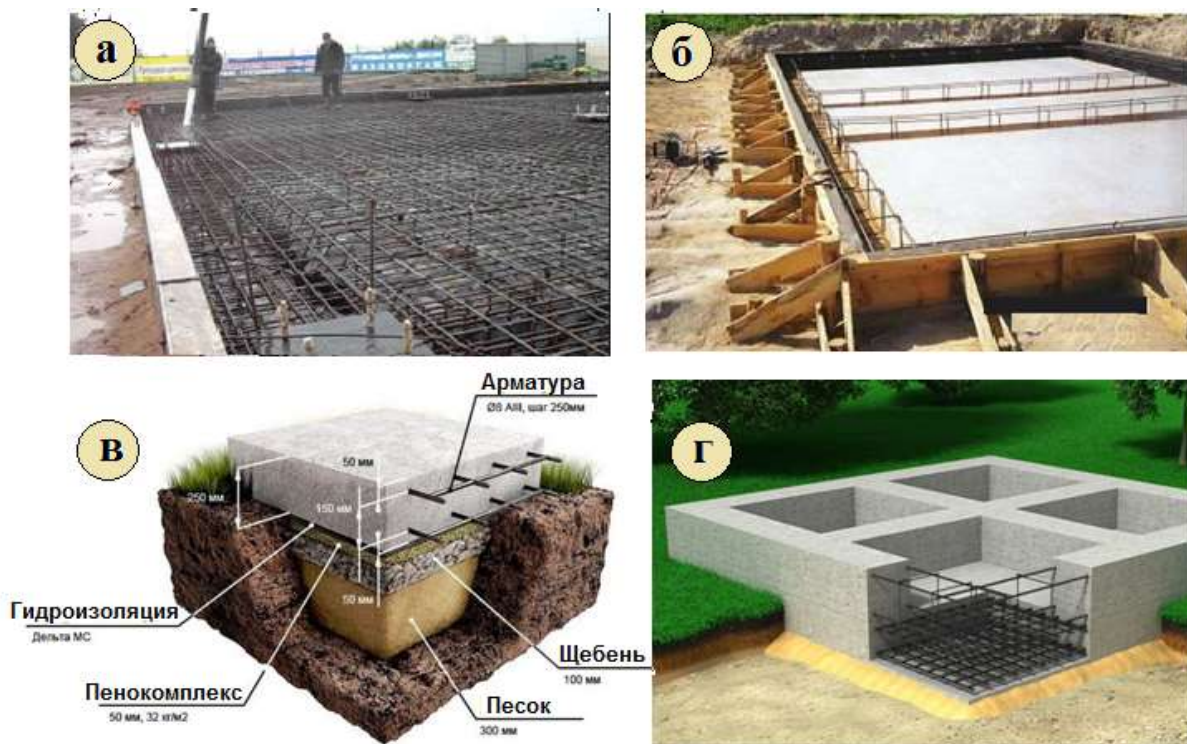 а
б
в
Арматура
Ø8 АIII, шаг 250мм
50 мм
250 мм
150 мм
50 мм
Гидроизоляция
Дельта МС
Пенокомплекс
50 мм, 32 кг/м2
Щебень
100 мм
Песок
300 мм
г